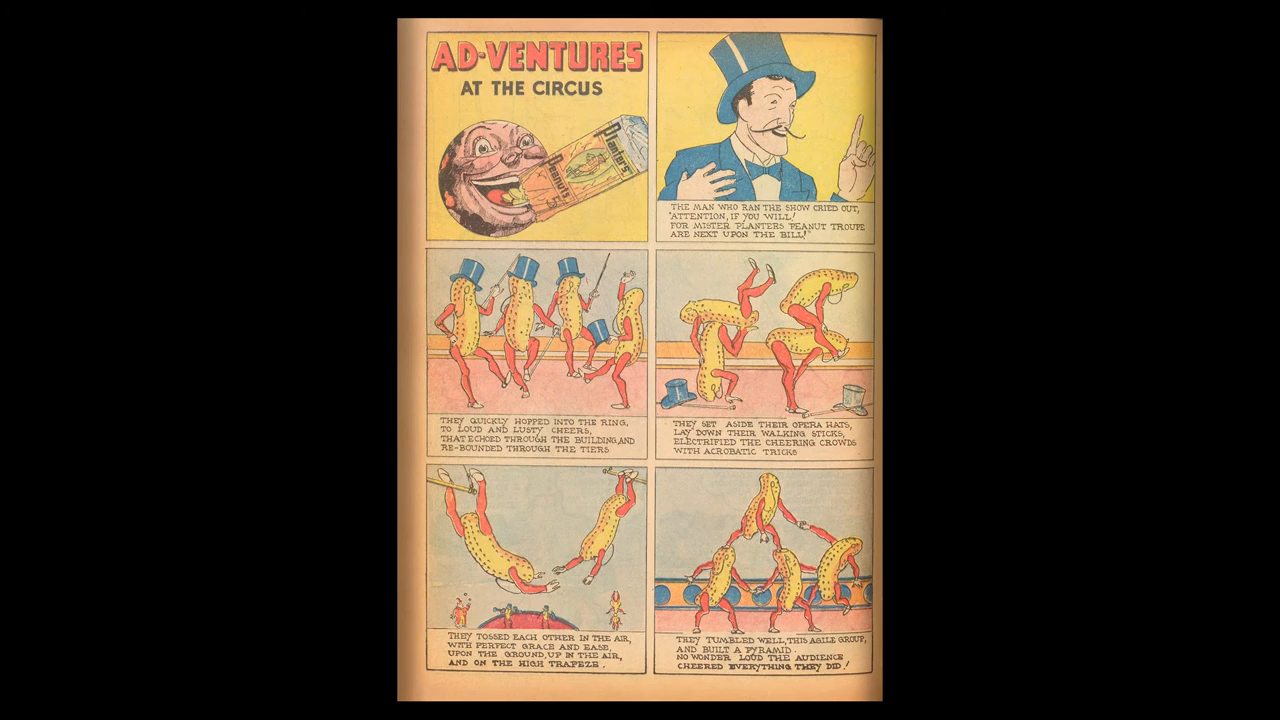 AD-VENTURES
AT THE CIRCUS
Planter's
Peanuts
5¢
THE MAN WHO RAN THE SHOW CRIED OUT,
"ATTENTION, IF YOU WILL!
FOR MISTER PLANTERS PEANUT TROUPE
ARE NEXT UPON THE BILL!"
THEY QUICKLY HOPPED INTO THE RING,
TO LOUD AND LUSTY CHEERS,
THAT ECHOED THROUGH THE BUILDING, AND
RE-BOUNDED THROUGH THE TIERS
THEY SET ASIDE THEIR OPERA HATS,
LAY DOWN THEIR WALKING STICKS,
ELECTRIFIED THE CHEERING CROWDS
WITH ACROBATIC TRICKS
THEY TOSSED EACH OTHER IN THE AIR,
WITH PERFECT GRACE AND EASE,
UPON THE GROUND, UP IN THE AIR,
AND ON THE HIGH TRAPEZE.
THEY TUMBLED WELL, THIS AGILE GROUP,
AND BUILT A PYRAMID.
NO WONDER LOUD THE AUDIENCE
CHEERED EVERYTHING THEY DID!